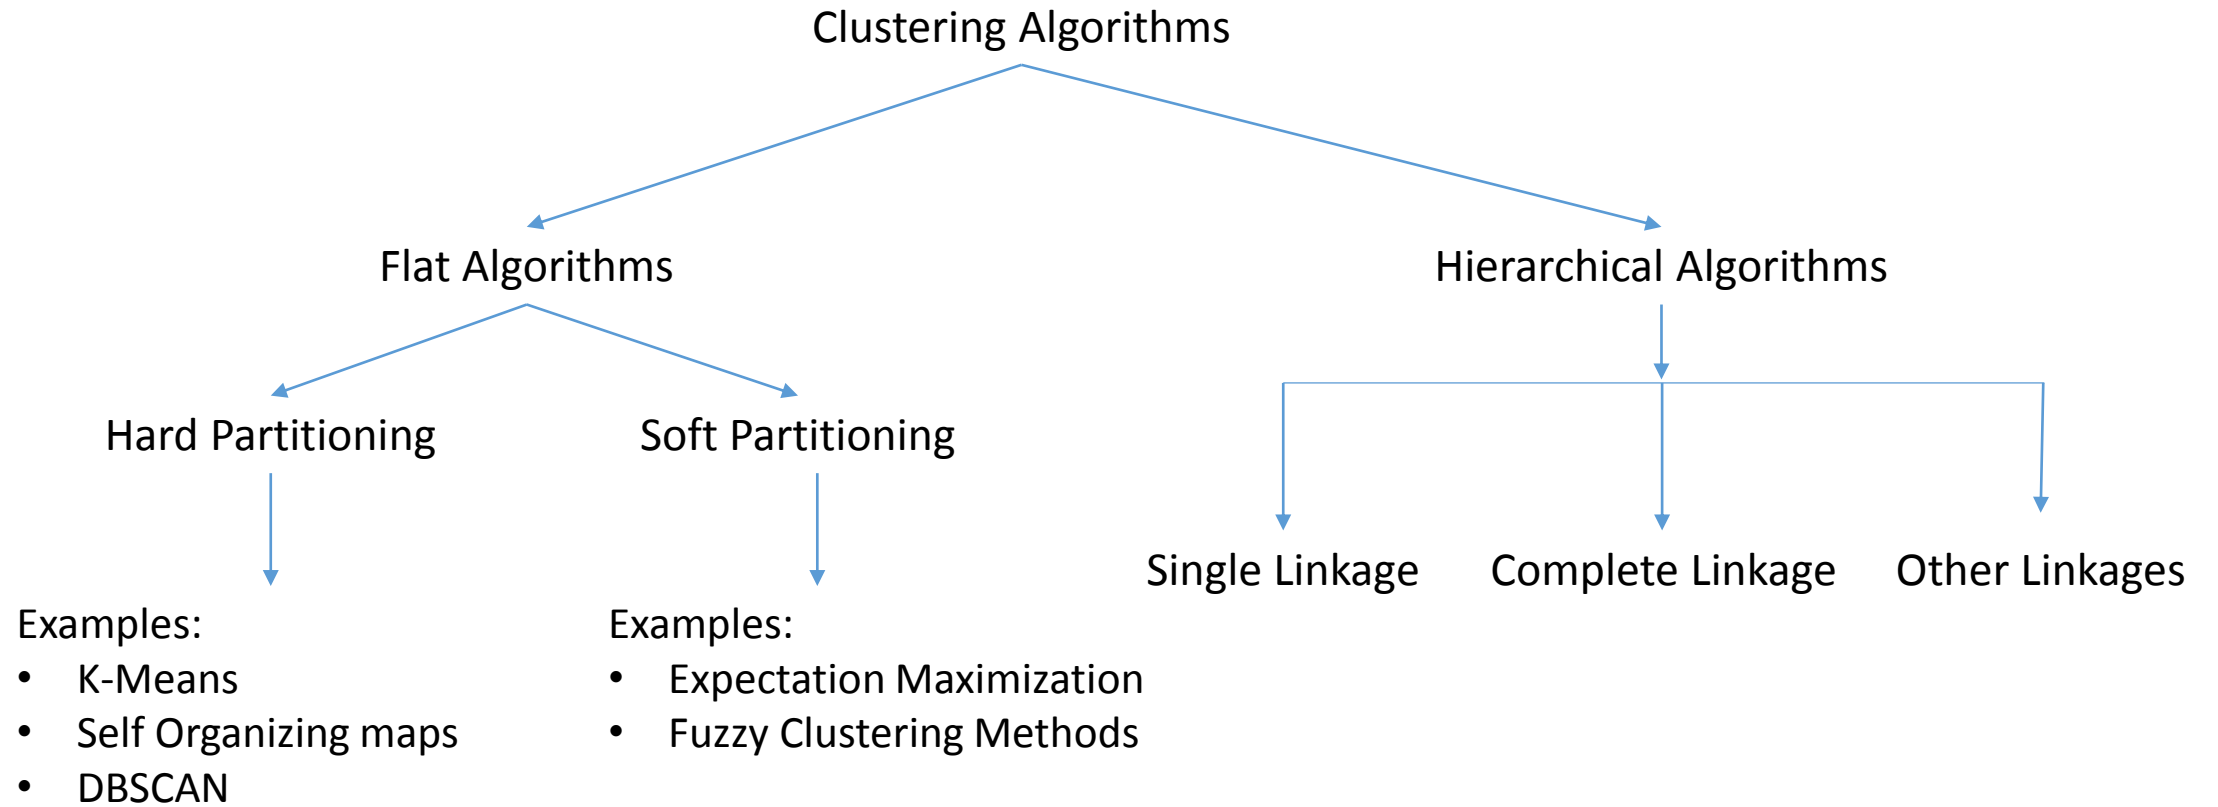 Clustering Algorithms
Flat Algorithms
Hierarchical Algorithms
Hard Partitioning
Soft Partitioning
Single Linkage
Complete Linkage
Other Linkages
Examples:
• K-Means
• Self Organizing maps
• DBSCAN
Examples:
• Expectation Maximization
• Fuzzy Clustering Methods